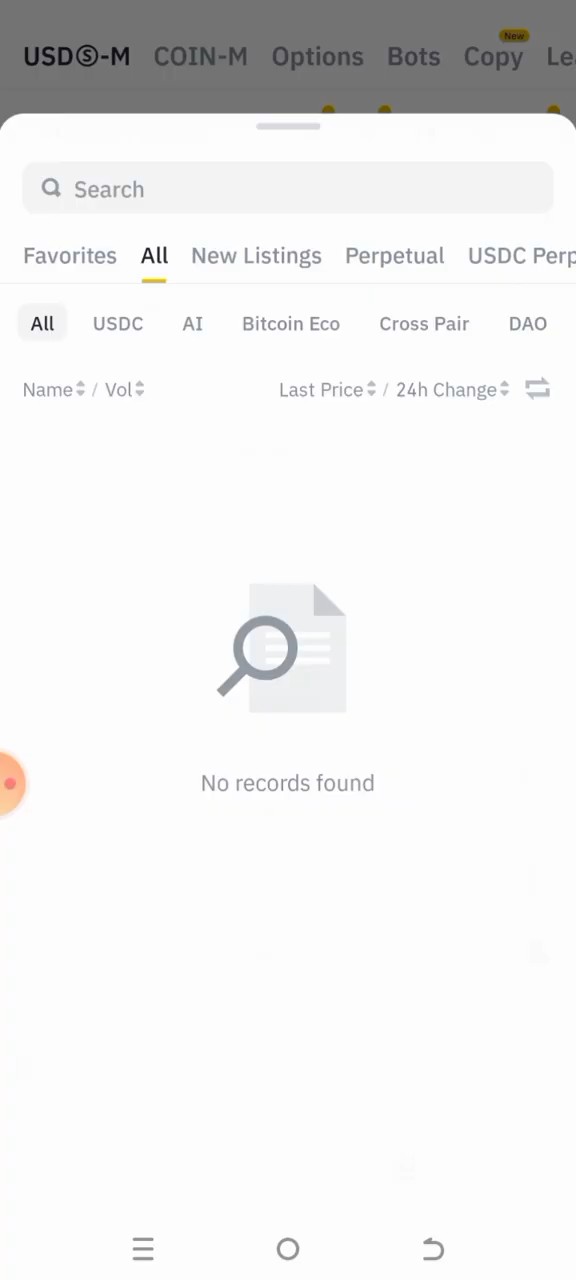 New
USDⓈ-M COIN-M Options Bots Copy Le
Search
Favorites All New Listings Perpetual USDC Perp
All USDC AI Bitcoin Eco Cross Pair DAO
Name / Vol Last Price / 24h Change
No records found